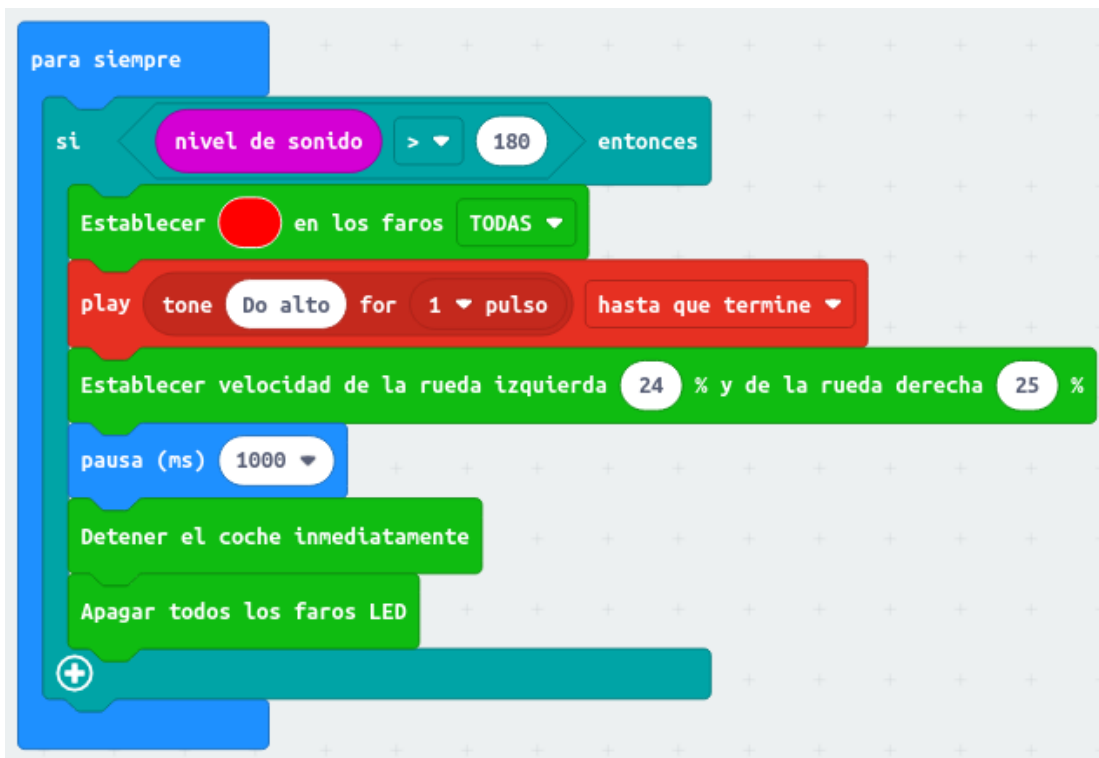 para siempre
si nivel de sonido > 180 entonces
Establecer en los faros TODAS
play tone Do alto for 1 pulso hasta que termine
Establecer velocidad de la rueda izquierda 24 % y de la rueda derecha 25 %
pausa (ms) 1000
Detener el coche inmediatamente
Apagar todos los faros LED